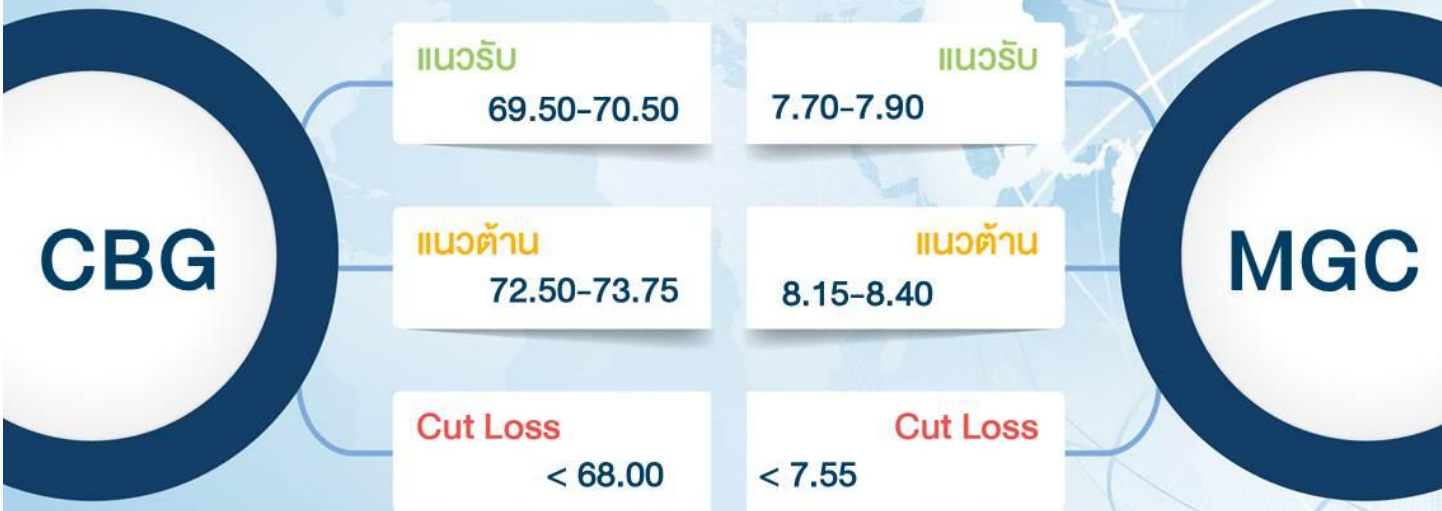 CBG
แนวรับ
69.50-70.50
แนวต้าน
72.50-73.75
Cut Loss
< 68.00
MGC
แนวรับ
7.70-7.90
แนวต้าน
8.15-8.40
Cut Loss
< 7.55